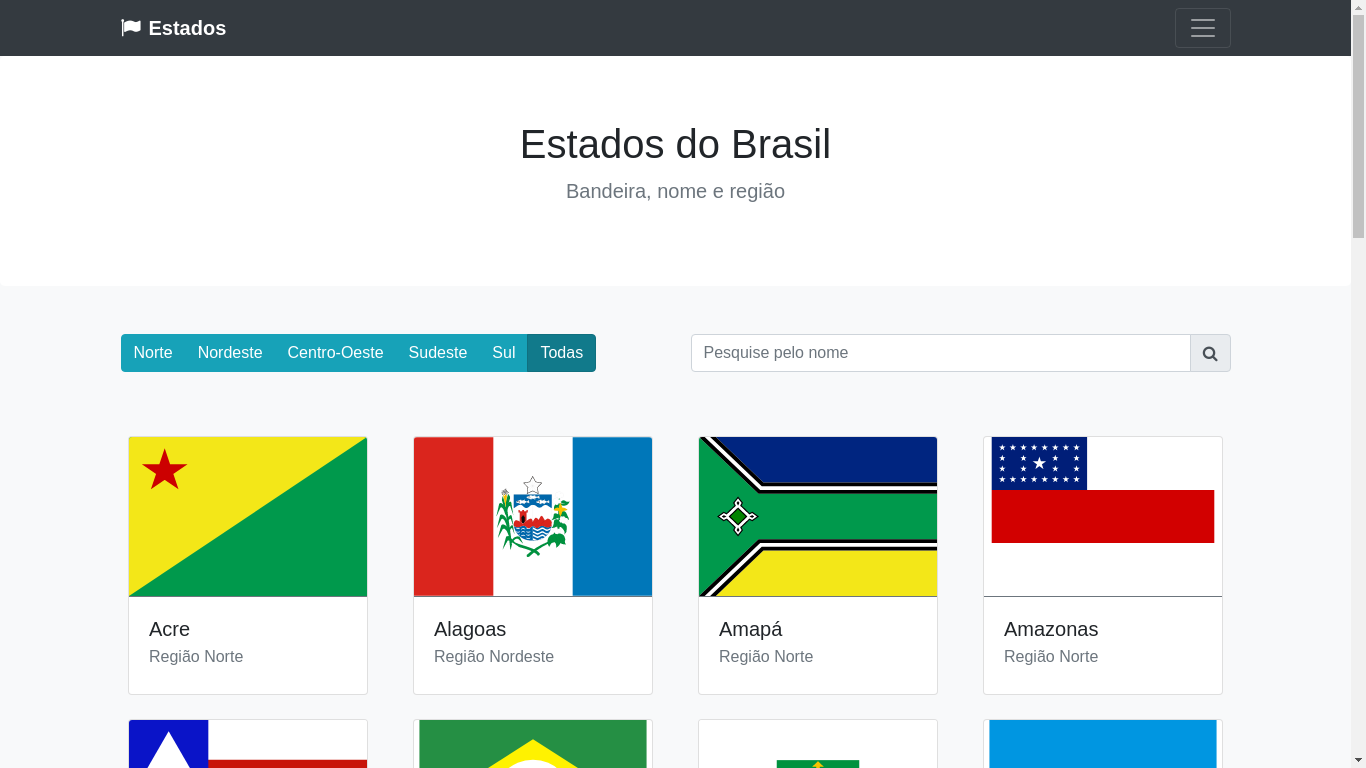 Estados
Estados do Brasil
Bandeira, nome e região
Norte Nordeste Centro-Oeste Sudeste Sul Todas
Pesquise pelo nome
Acre
Região Norte
Alagoas
Região Nordeste
Amapá
Região Norte
Amazonas
Região Norte